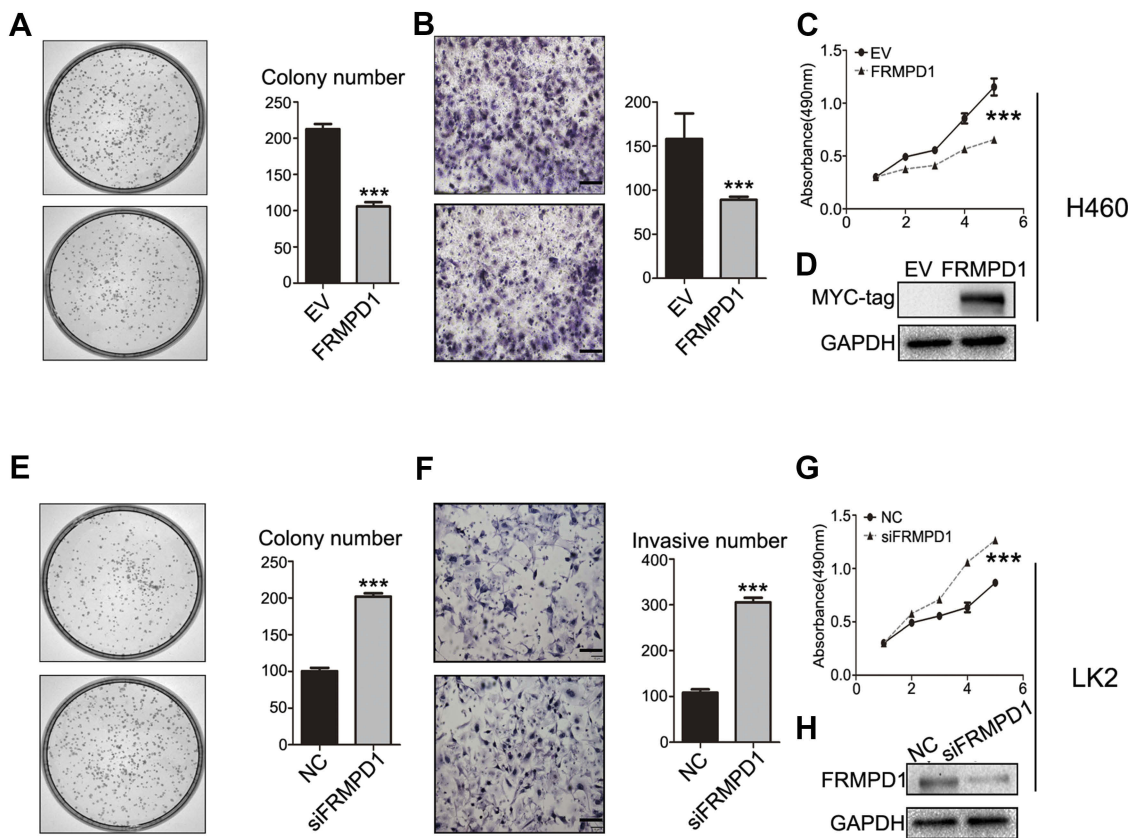 A
Colony number
250
200
150
100
50
0
***
EV
FRMPD1
B
200
150
100
50
0
***
EV
FRMPD1
C
1.5
1.0
0.5
0.0
Absorbance(490nm)
EV
FRMPD1
***
0 2 4 6
D
EV FRMPD1
MYC-tag
GAPDH
H460
E
Colony number
250
200
150
100
50
0
***
NC
siFRMPD1
F
Invasive number
400
300
200
100
0
***
NC
siFRMPD1
G
1.5
1.0
0.5
0.0
Absorbance(490nm)
NC
siFRMPD1
***
0 2 4 6
H
NC siFRMPD1
FRMPD1
GAPDH
LK2